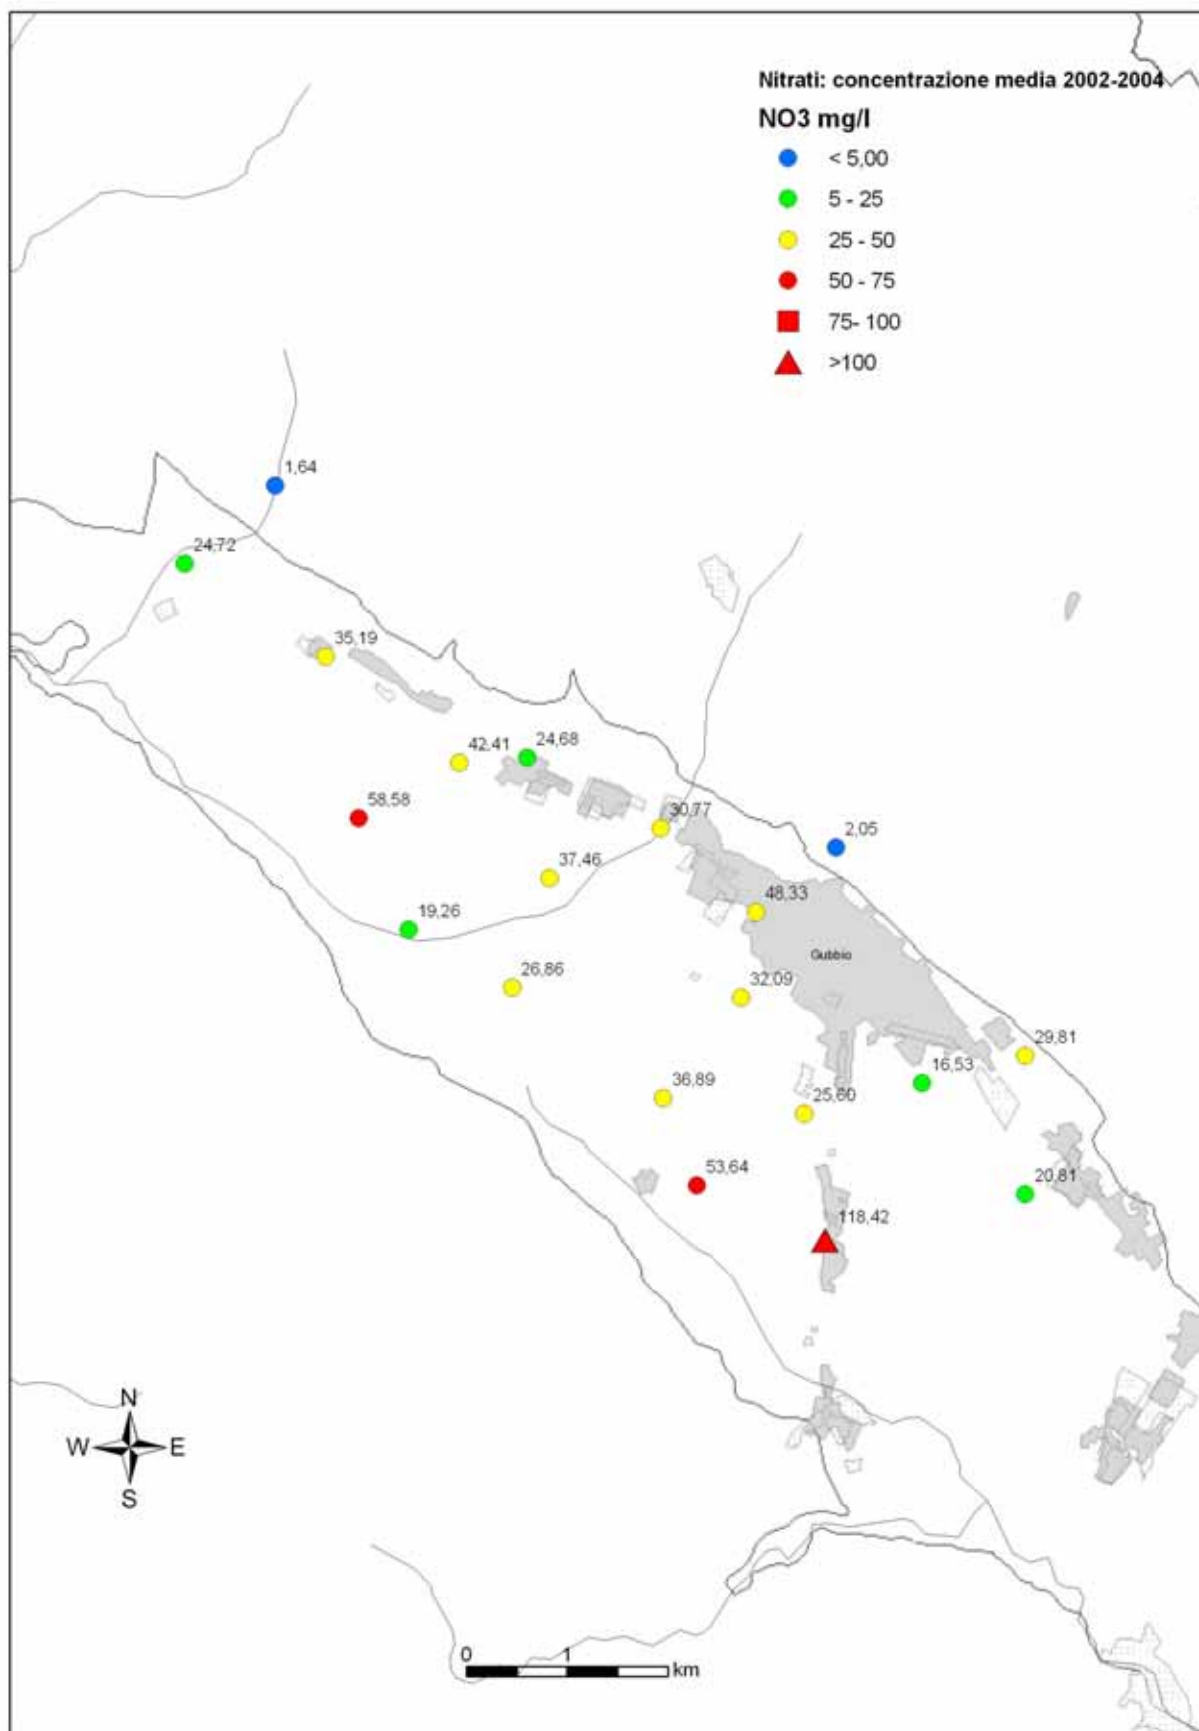 Nitrati: concentrazione media 2002-2004
NO3 mg/l
< 5,00
5 - 25
25 - 50
50 - 75
75- 100
>100
1,64
24,72
35,19
42,41
24,68
58,58
30,77
2,05
37,46
48,33
19,26
Gubbio
26,86
32,09
29,81
16,53
36,89
25,60
53,64
20,81
118,42
N
W E
S
0 1
km